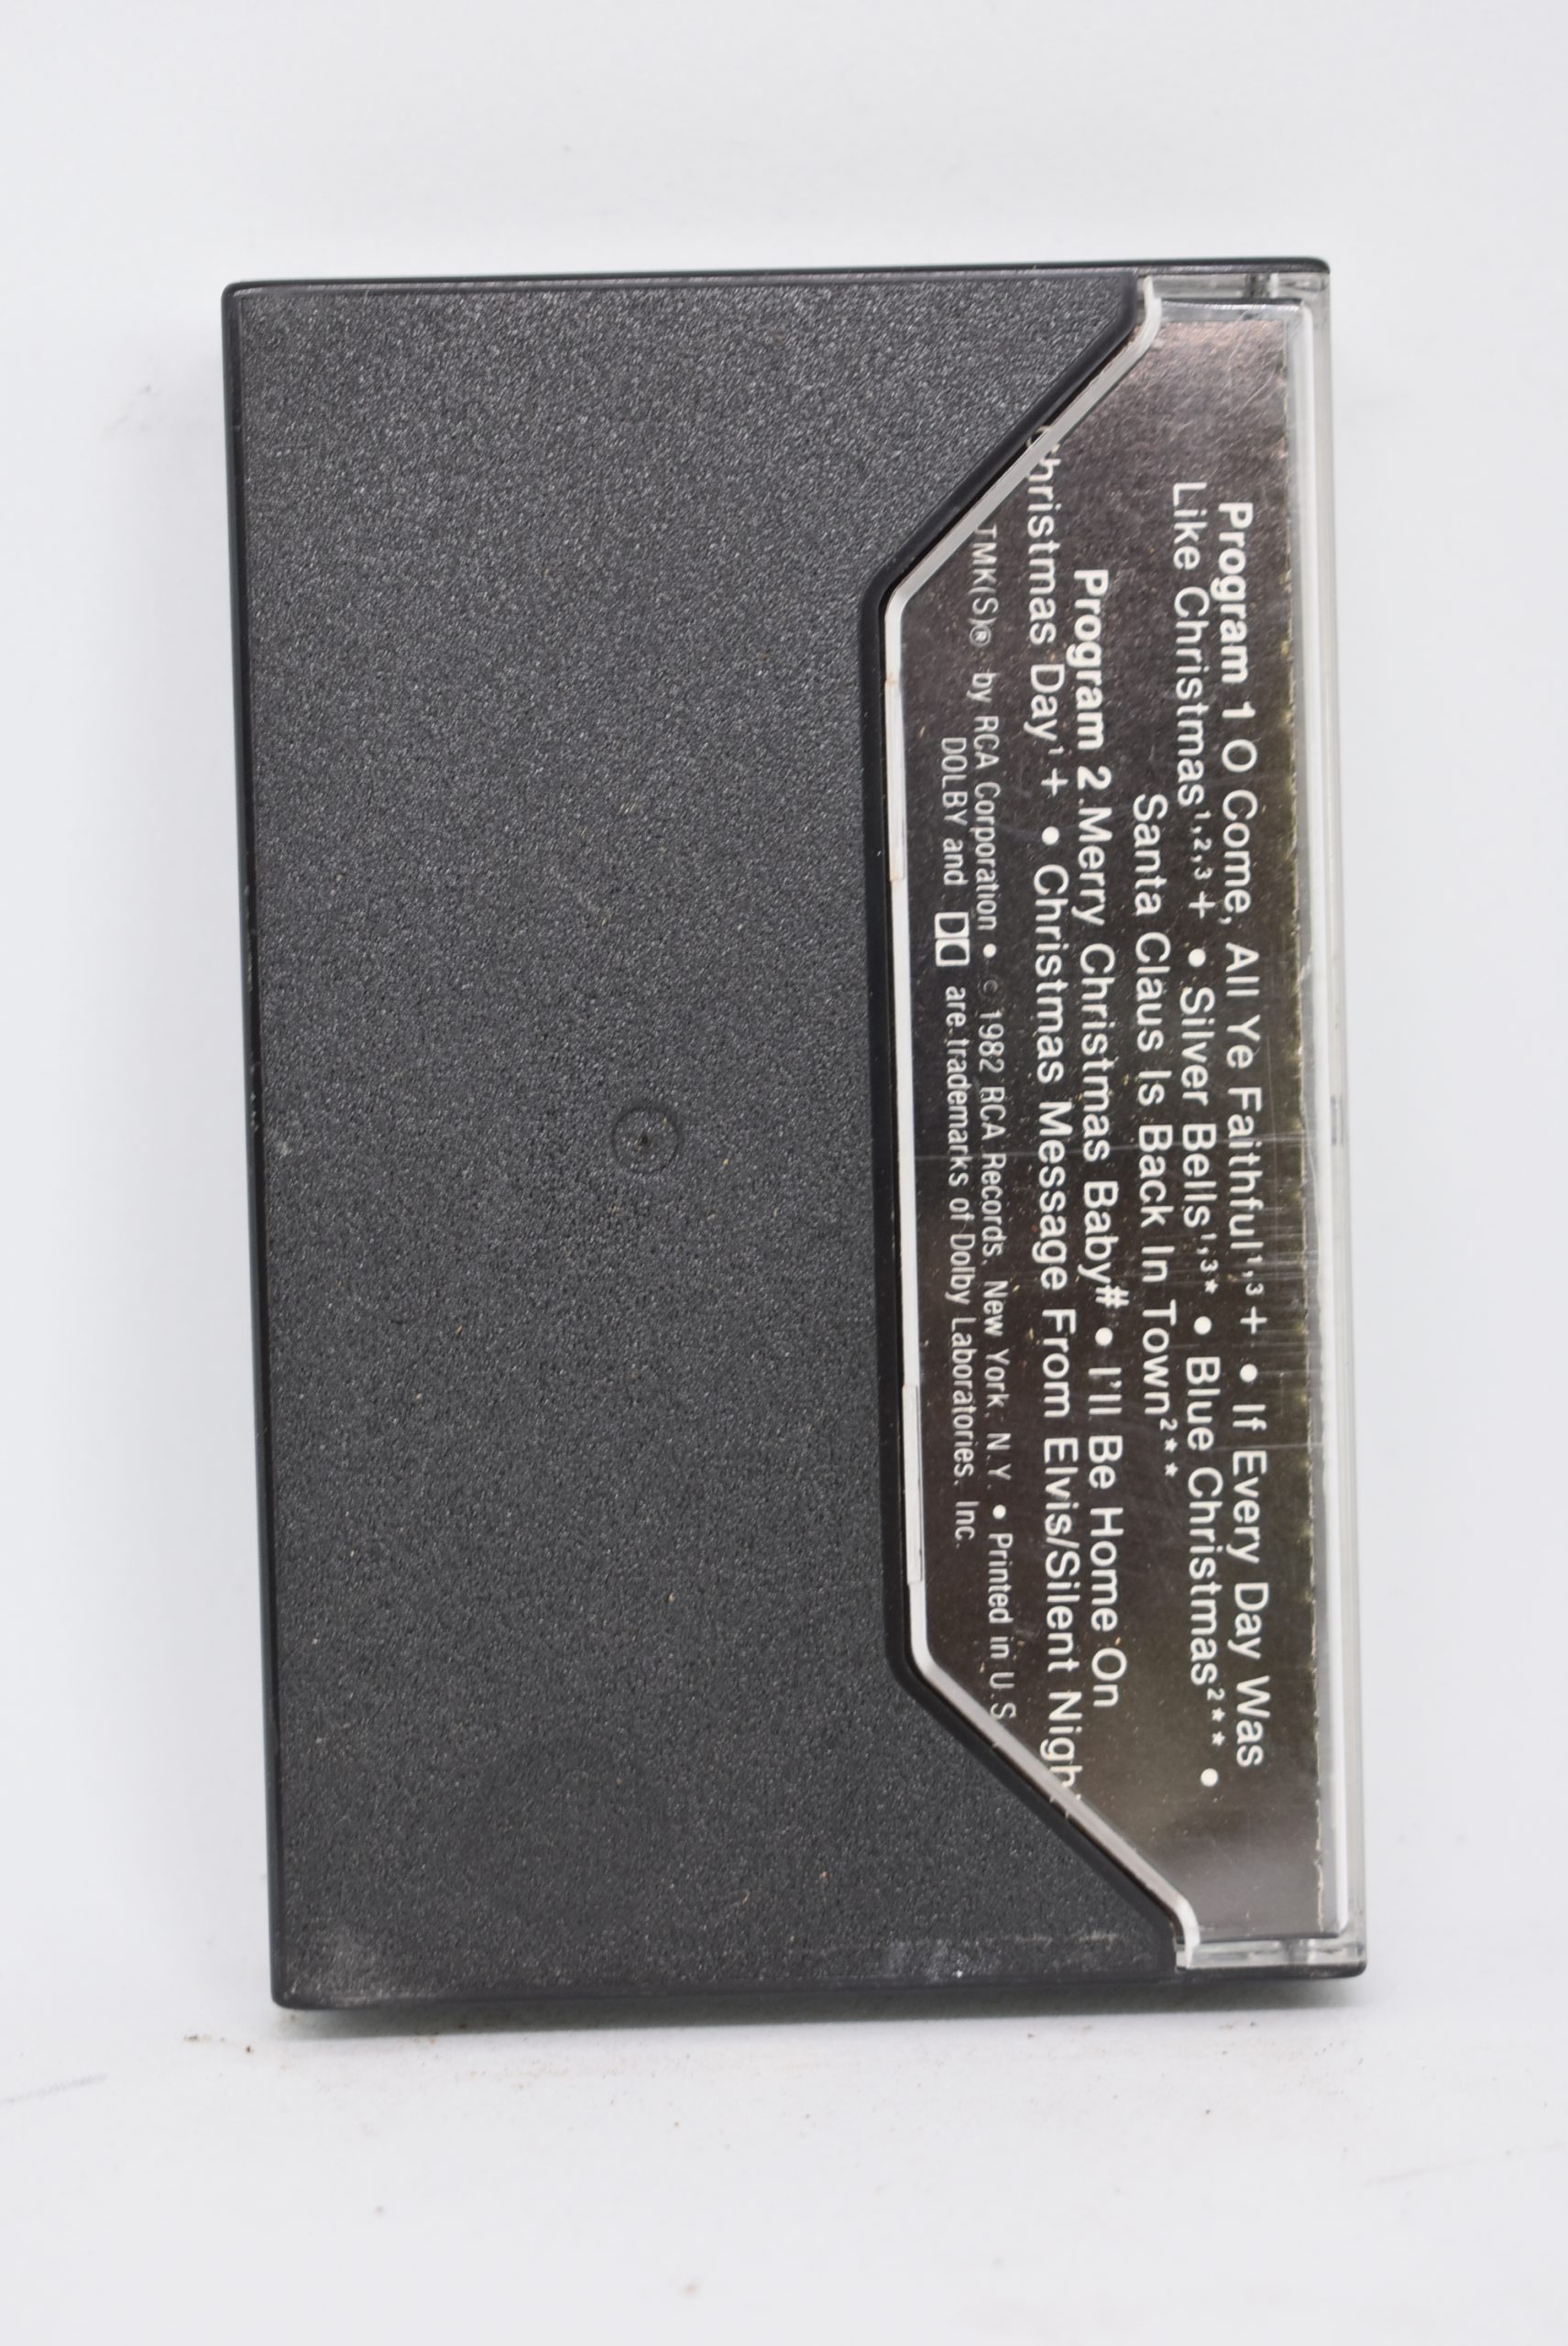 Program 1 O Come, All Ye Faithful¹,³+ • If Every Day Was
Like Christmas¹,²,³+ • Silver Bells¹,³* • Blue Christmas²** •
Santa Claus Is Back In Town²**
Program 2 Merry Christmas Baby# • I'll Be Home On
Christmas Day¹+ • Christmas Message From Elvis/Silent Nigh
TMK(S)® by RCA Corporation • © 1982 RCA Records, New York, N.Y. • Printed in U.S
DOLBY and are trademarks of Dolby Laboratories, Inc.